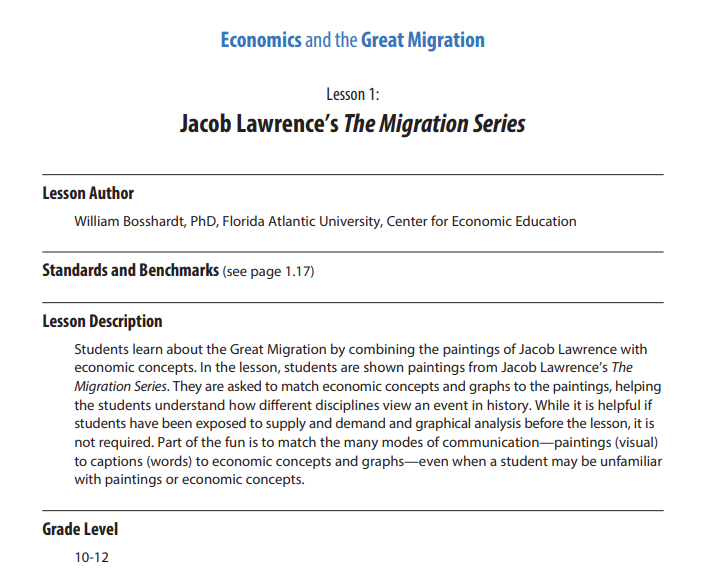 Economics and the Great Migration
Lesson 1:
Jacob Lawrence's The Migration Series
Lesson Author
William Bosshardt, PhD, Florida Atlantic University, Center for Economic Education
Standards and Benchmarks (see page 1.17)
Lesson Description
Students learn about the Great Migration by combining the paintings of Jacob Lawrence with
economic concepts. In the lesson, students are shown paintings from Jacob Lawrence's The
Migration Series. They are asked to match economic concepts and graphs to the paintings, helping
the students understand how different disciplines view an event in history. While it is helpful if
students have been exposed to supply and demand and graphical analysis before the lesson, it is
not required. Part of the fun is to match the many modes of communication—paintings (visual)
to captions (words) to economic concepts and graphs—even when a student may be unfamiliar
with paintings or economic concepts.
Grade Level
10-12